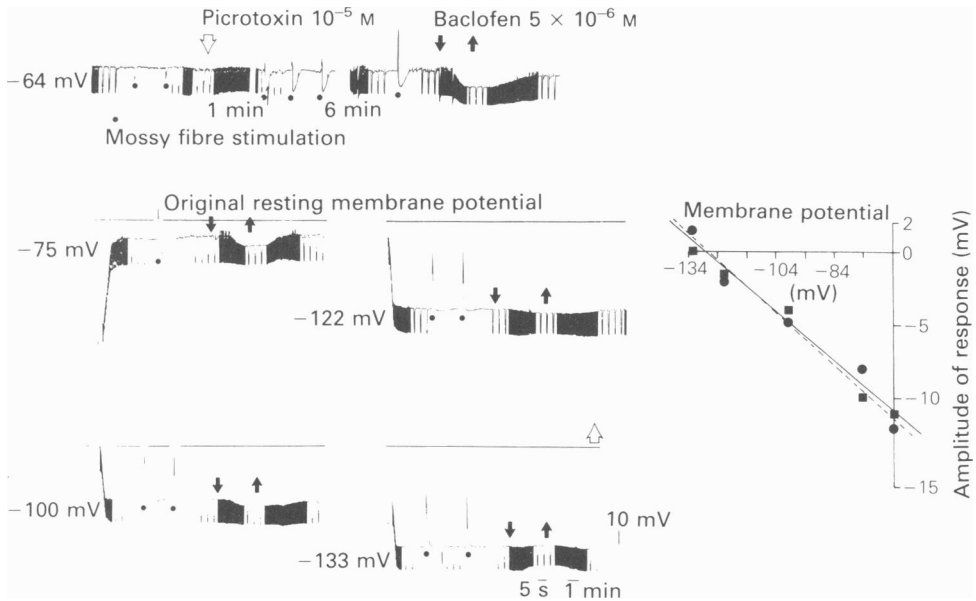 Picrotoxin 10⁻⁵ M
Baclofen 5 × 10⁻⁶ M
−64 mV
1 min
6 min
Mossy fibre stimulation
Original resting membrane potential
−75 mV
−122 mV
−100 mV
−133 mV
10 mV
5 s 1 min
Membrane potential
(mV)
−134
−104
−84
2
0
−5
−10
−15
Amplitude of response (mV)